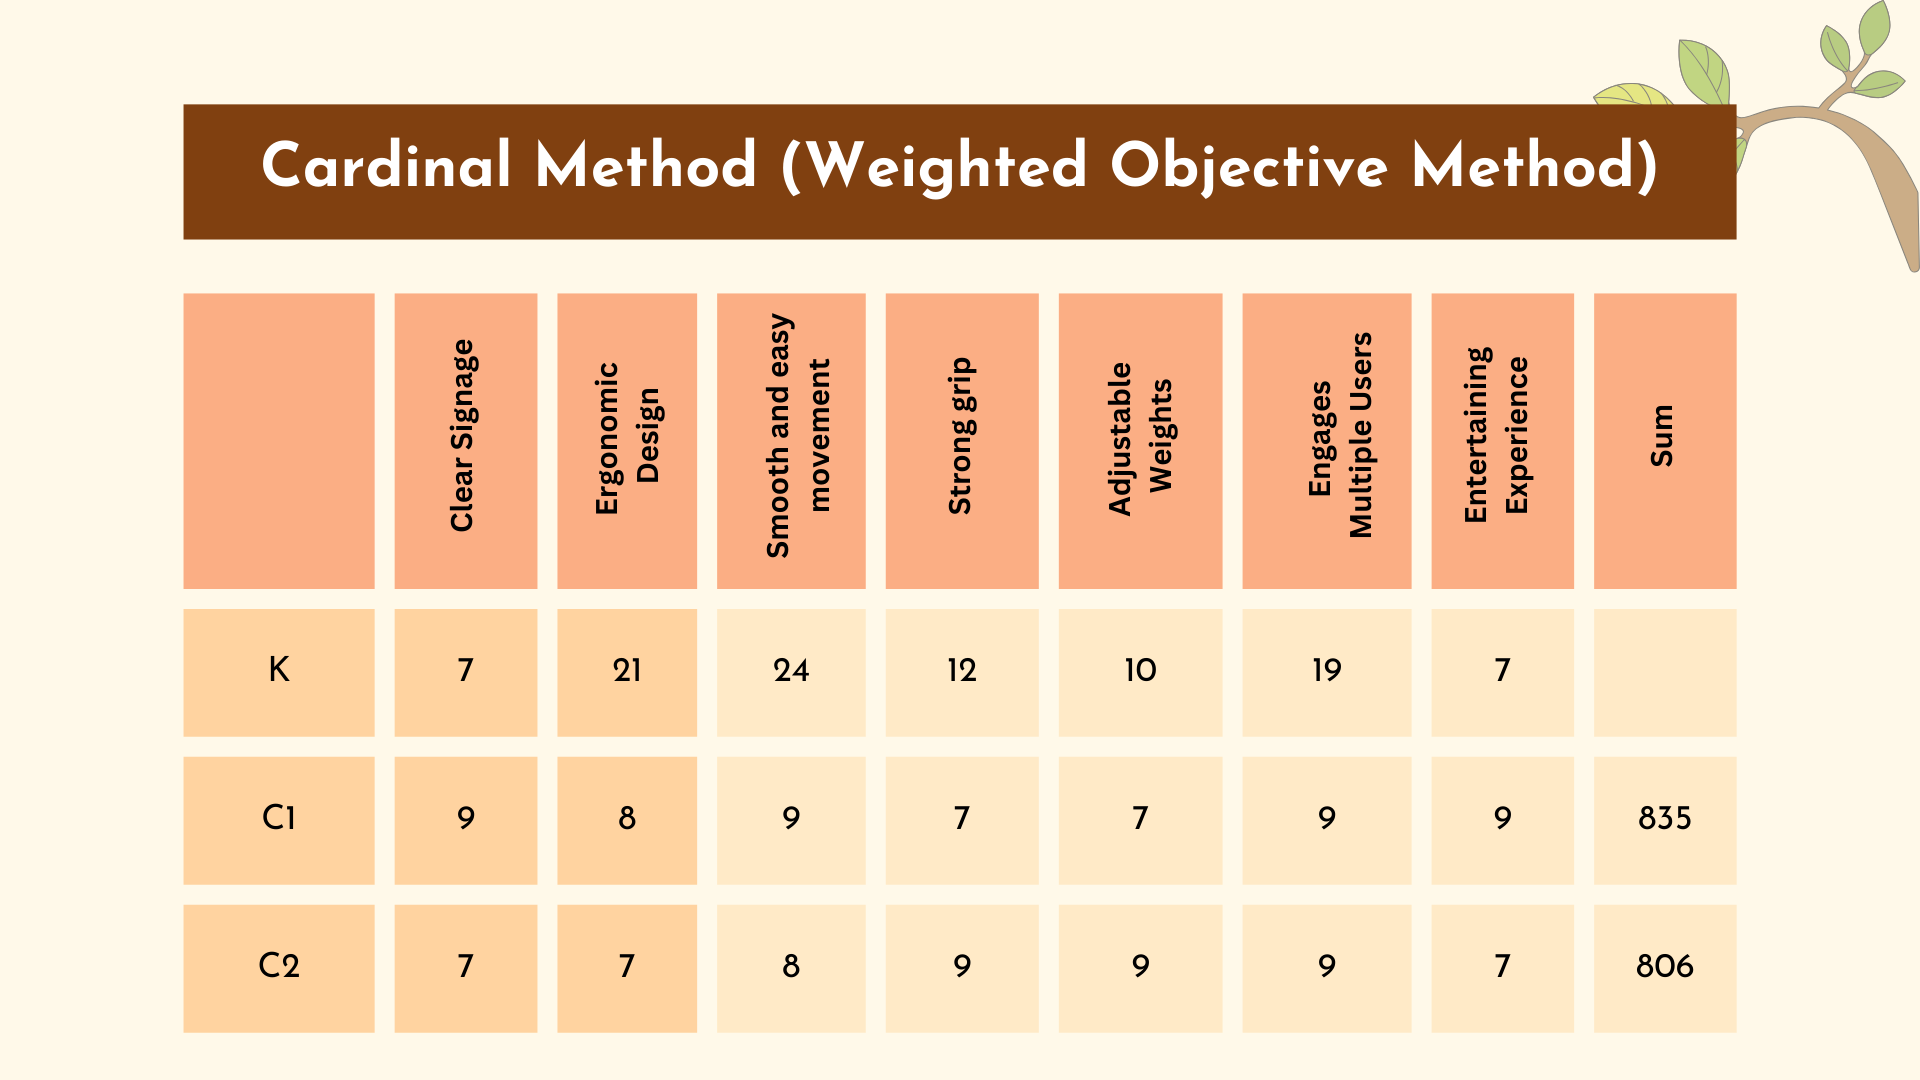 Cardinal Method (Weighted Objective Method)
Clear Signage
Ergonomic
Design
Smooth and easy
movement
Strong grip
Adjustable
Weights
Engages
Multiple Users
Entertaining
Experience
Sum
K 7 21 24 12 10 19 7
C1 9 8 9 7 7 9 9 835
C2 7 7 8 9 9 9 7 806